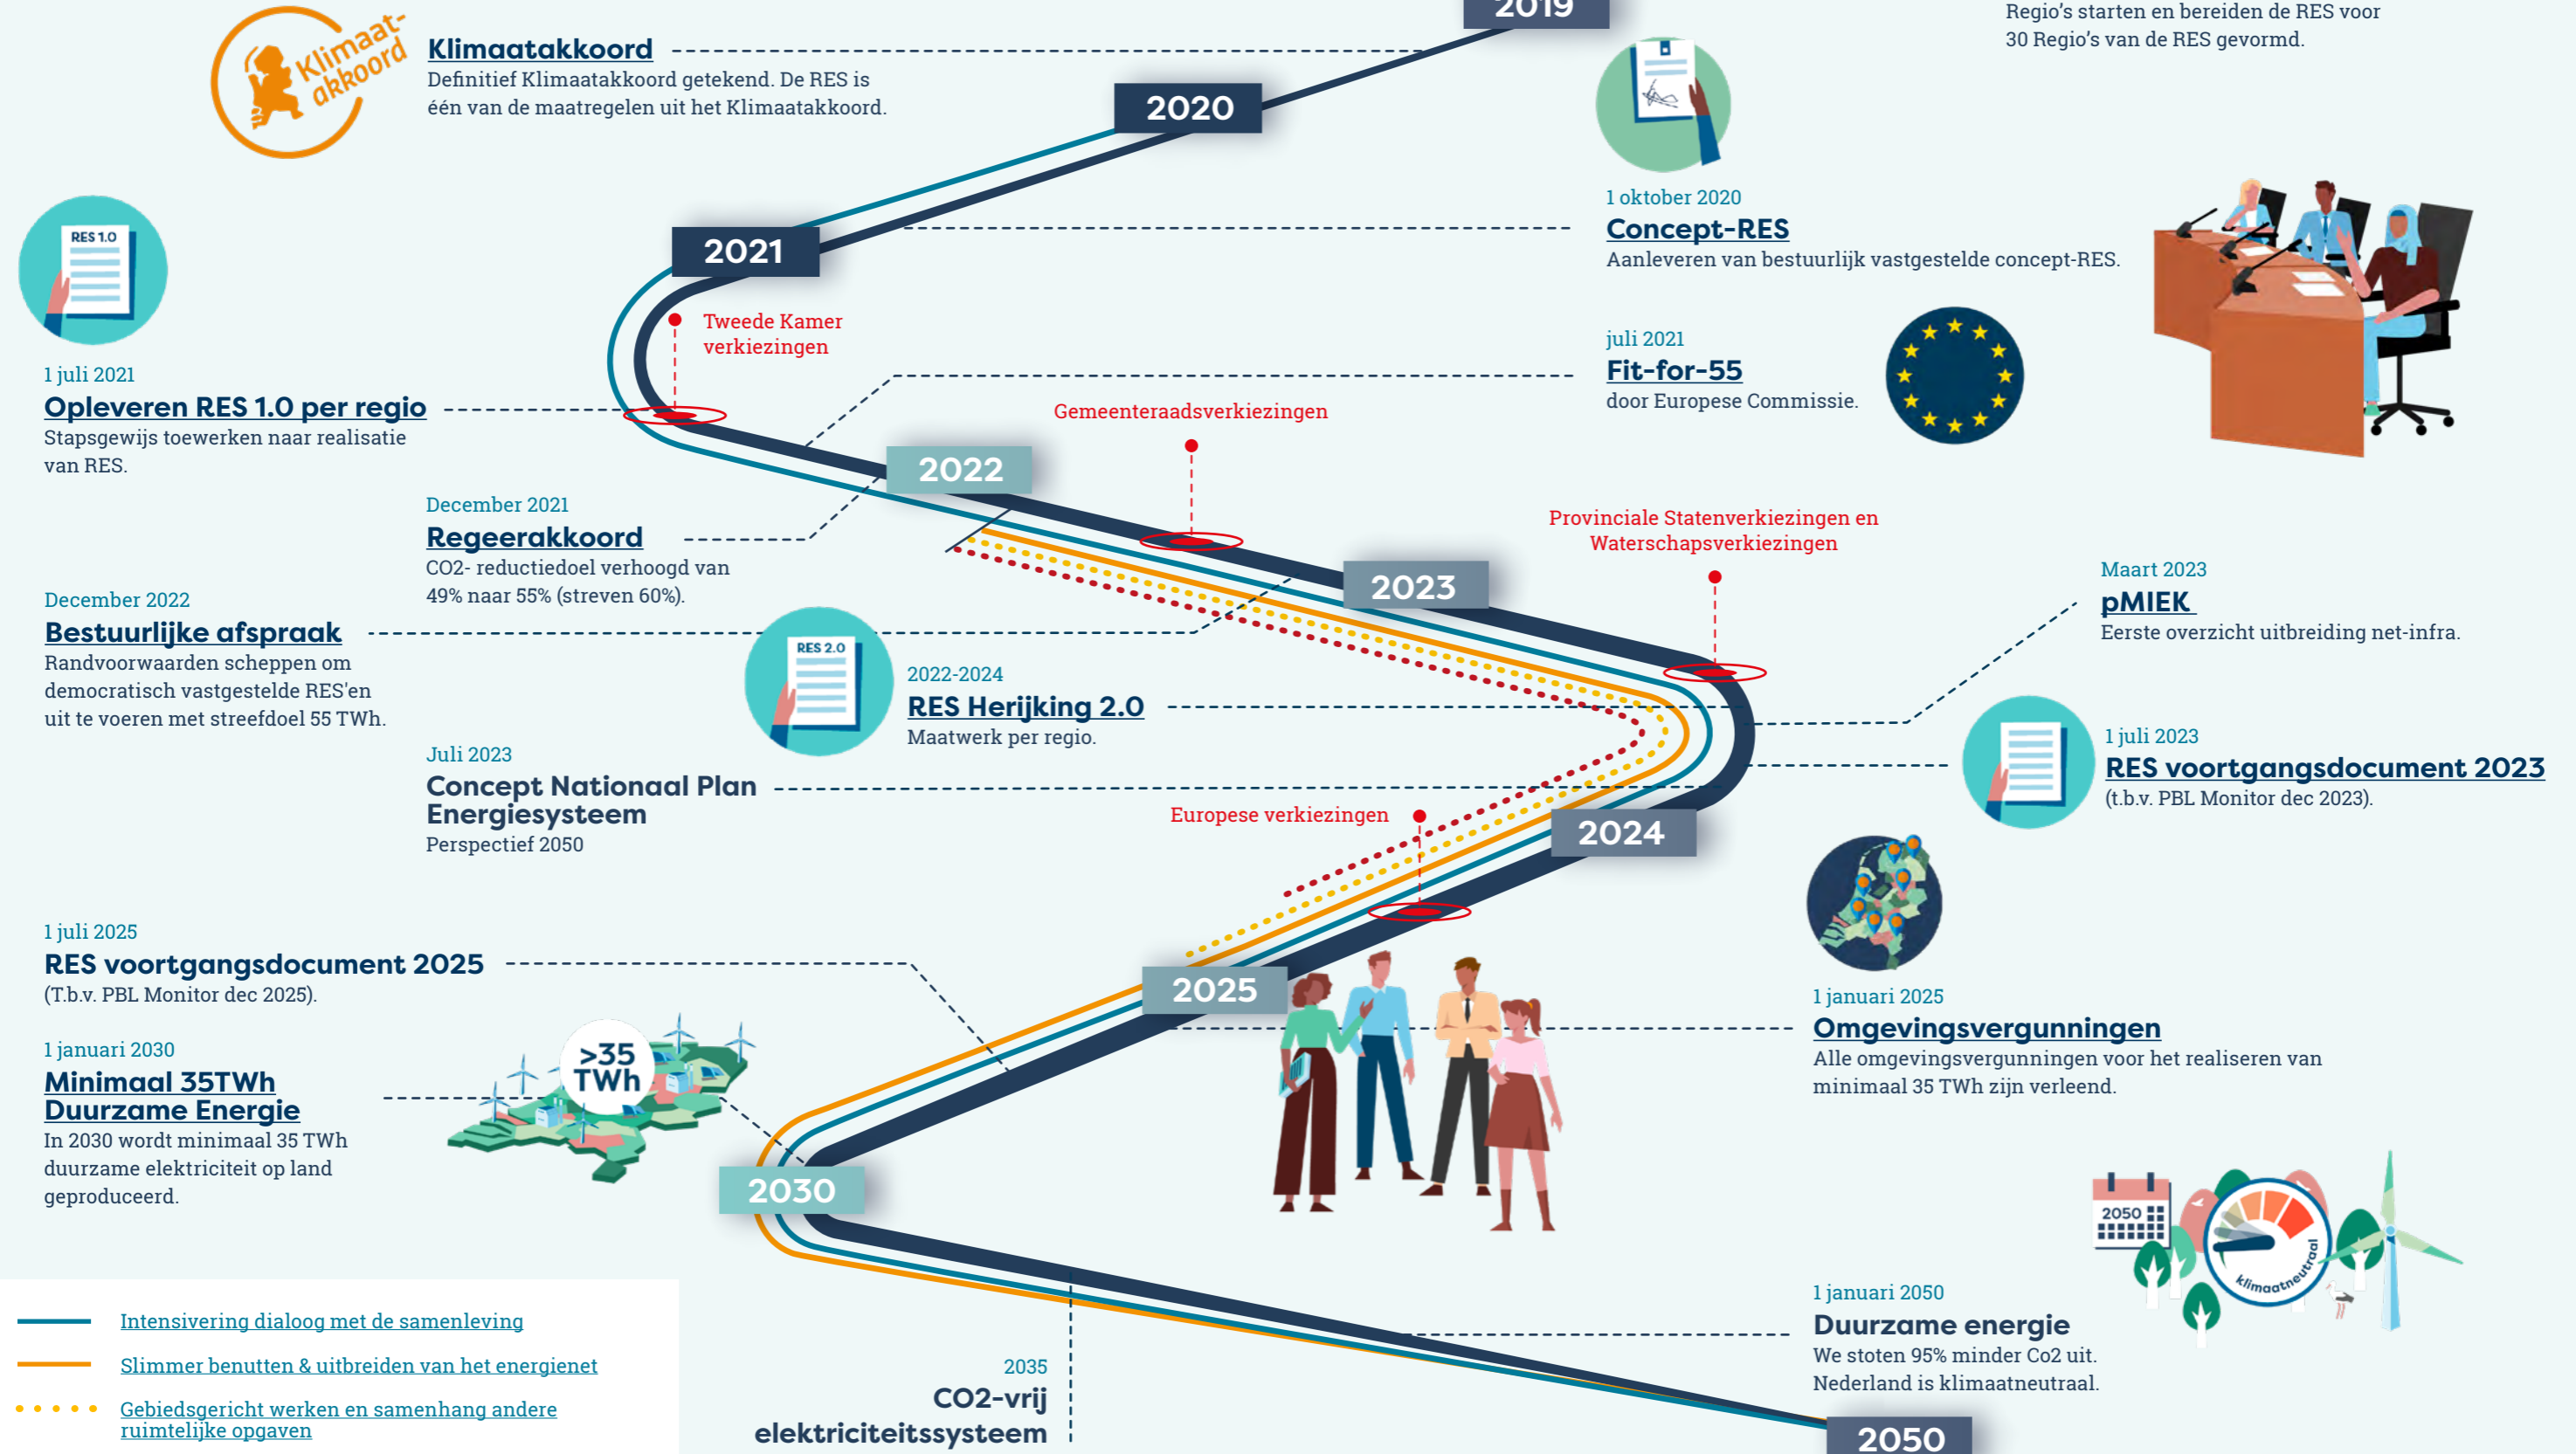 2019
Regio's starten en bereiden de RES voor
30 Regio's van de RES gevormd.
Klimaat-
akkoord
Klimaatakkoord
Definitief Klimaatakkoord getekend. De RES is
één van de maatregelen uit het Klimaatakkoord.
2020
1 oktober 2020
Concept-RES
Aanleveren van bestuurlijk vastgestelde concept-RES.
2021
RES 1.0
1 juli 2021
Opleveren RES 1.0 per regio
Stapsgewijs toewerken naar realisatie
van RES.
Tweede Kamer
verkiezingen
juli 2021
Fit-for-55
door Europese Commissie.
Gemeenteraadsverkiezingen
2022
December 2021
Regeerakkoord
CO2- reductiedoel verhoogd van
49% naar 55% (streven 60%).
Provinciale Statenverkiezingen en
Waterschapsverkiezingen
2023
Maart 2023
pMIEK
Eerste overzicht uitbreiding net-infra.
December 2022
Bestuurlijke afspraak
Randvoorwaarden scheppen om
democratisch vastgestelde RES'en
uit te voeren met streefdoel 55 TWh.
RES 2.0
2022-2024
RES Herijking 2.0
Maatwerk per regio.
1 juli 2023
RES voortgangsdocument 2023
(t.b.v. PBL Monitor dec 2023).
Juli 2023
Concept Nationaal Plan
Energiesysteem
Perspectief 2050
Europese verkiezingen
2024
1 juli 2025
RES voortgangsdocument 2025
(T.b.v. PBL Monitor dec 2025).
2025
1 januari 2025
Omgevingsvergunningen
Alle omgevingsvergunningen voor het realiseren van
minimaal 35 TWh zijn verleend.
1 januari 2030
Minimaal 35TWh
Duurzame Energie
In 2030 wordt minimaal 35 TWh
duurzame elektriciteit op land
geproduceerd.
>35
TWh
2030
2050
klimaatneutraal
1 januari 2050
Duurzame energie
We stoten 95% minder Co2 uit.
Nederland is klimaatneutraal.
2035
CO2-vrij
elektriciteitssysteem
2050
Intensivering dialoog met de samenleving
Slimmer benutten & uitbreiden van het energienet
Gebiedsgericht werken en samenhang andere
ruimtelijke opgaven